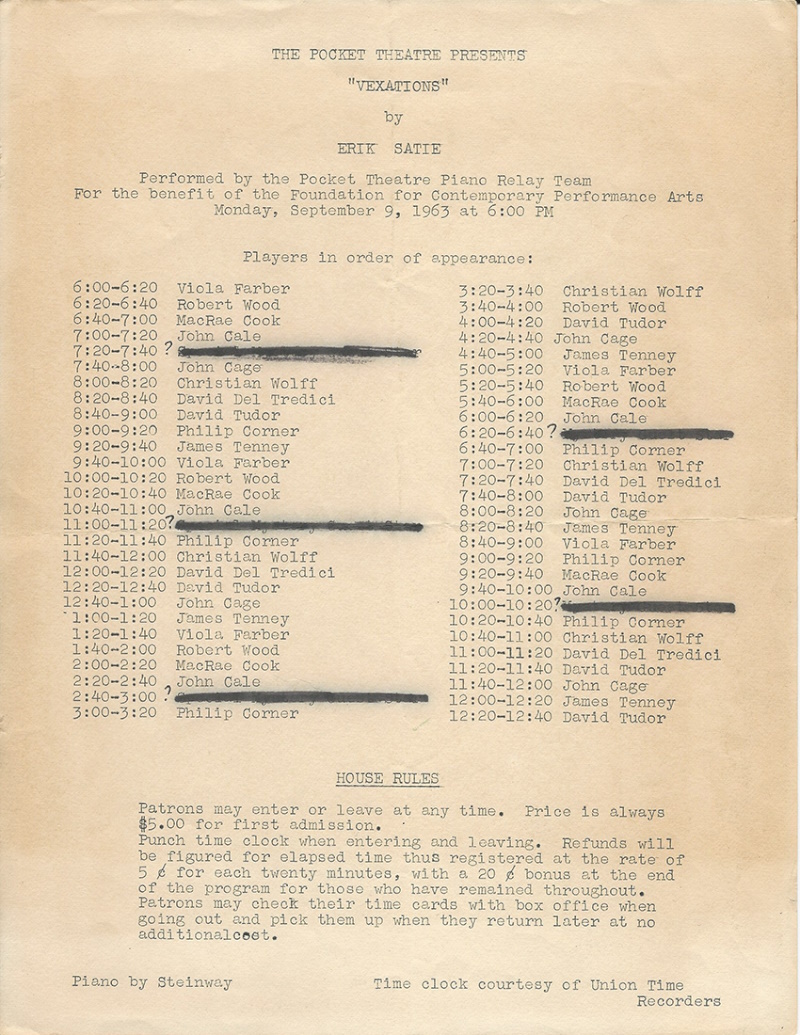 THE POCKET THEATRE PRESENTS
"VEXATIONS"
by
ERIK SATIE
Performed by the Pocket Theatre Piano Relay Team
For the benefit of the Foundation for Contemporary Performance Arts
Monday, September 9, 1963 at 6:00 PM
Players in order of appearance:
6:00-6:20 Viola Farber
6:20-6:40 Robert Wood
6:40-7:00 MacRae Cook
7:00-7:20 John Cale
7:20-7:40 ?
7:40-8:00 John Cage
8:00-8:20 Christian Wolff
8:20-8:40 David Del Tredici
8:40-9:00 David Tudor
9:00-9:20 Philip Corner
9:20-9:40 James Tenney
9:40-10:00 Viola Farber
10:00-10:20 Robert Wood
10:20-10:40 MacRae Cook
10:40-11:00 John Cale
11:00-11:20 ?
11:20-11:40 Philip Corner
11:40-12:00 Christian Wolff
12:00-12:20 David Del Tredici
12:20-12:40 David Tudor
12:40-1:00 John Cage
1:00-1:20 James Tenney
1:20-1:40 Viola Farber
1:40-2:00 Robert Wood
2:00-2:20 MacRae Cook
2:20-2:40 John Cale
2:40-3:00 ?
3:00-3:20 Philip Corner
3:20-3:40 Christian Wolff
3:40-4:00 Robert Wood
4:00-4:20 David Tudor
4:20-4:40 John Cage
4:40-5:00 James Tenney
5:00-5:20 Viola Farber
5:20-5:40 Robert Wood
5:40-6:00 MacRae Cook
6:00-6:20 John Cale
6:20-6:40 ?
6:40-7:00 Philip Corner
7:00-7:20 Christian Wolff
7:20-7:40 David Del Tredici
7:40-8:00 David Tudor
8:00-8:20 John Cage
8:20-8:40 James Tenney
8:40-9:00 Viola Farber
9:00-9:20 Philip Corner
9:20-9:40 MacRae Cook
9:40-10:00 John Cale
10:00-10:20 ?
10:20-10:40 Philip Corner
10:40-11:00 Christian Wolff
11:00-11:20 David Del Tredici
11:20-11:40 David Tudor
11:40-12:00 John Cage
12:00-12:20 James Tenney
12:20-12:40 David Tudor
HOUSE RULES
Patrons may enter or leave at any time. Price is always
$5.00 for first admission.
Punch time clock when entering and leaving. Refunds will
be figured for elapsed time thus registered at the rate of
5 ¢ for each twenty minutes, with a 20 ¢ bonus at the end
of the program for those who have remained throughout.
Patrons may check their time cards with box office when
going out and pick them up when they return later at no
additionalcost.
Piano by Steinway
Time clock courtesy of Union Time
Recorders